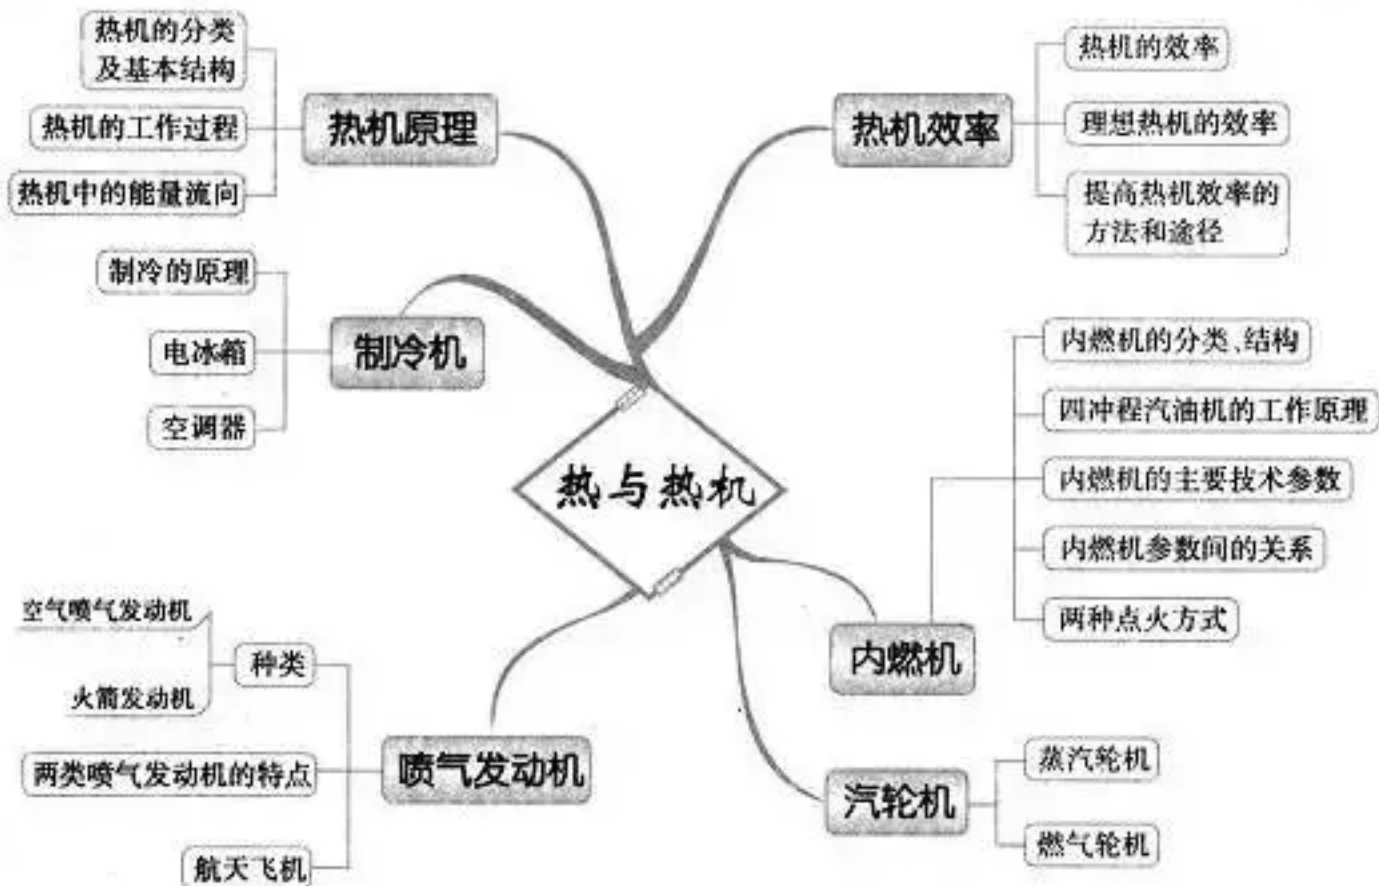 热与热机
热机原理
热机的分类
及基本结构
热机的工作过程
热机中的能量流向
热机效率
热机的效率
理想热机的效率
提高热机效率的
方法和途径
制冷机
制冷的原理
电冰箱
空调器
内燃机
内燃机的分类、结构
四冲程汽油机的工作原理
内燃机的主要技术参数
内燃机参数间的关系
两种点火方式
喷气发动机
种类
空气喷气发动机
火箭发动机
两类喷气发动机的特点
航天飞机
汽轮机
蒸汽轮机
燃气轮机